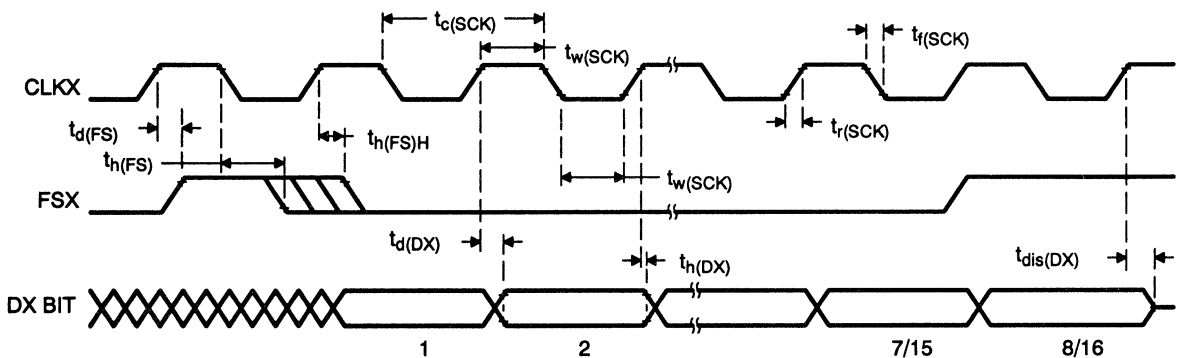 tc(SCK)
tw(SCK)
tf(SCK)
CLKX
td(FS)
th(FS)H
tr(SCK)
th(FS)
tw(SCK)
FSX
td(DX)
th(DX)
tdis(DX)
DX BIT
1 2 7/15 8/16